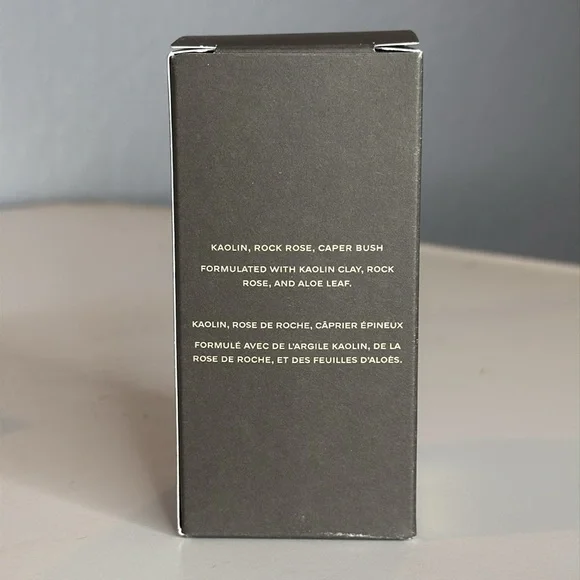 KAOLIN, ROCK ROSE, CAPER BUSH
FORMULATED WITH KAOLIN CLAY, ROCK
ROSE, AND ALOE LEAF.
KAOLIN, ROSE DE ROCHE, CÂPRIER ÉPINEUX
FORMULÉ AVEC DE L'ARGILE KAOLIN, DE LA
ROSE DE ROCHE, ET DES FEUILLES D'ALOÈS.